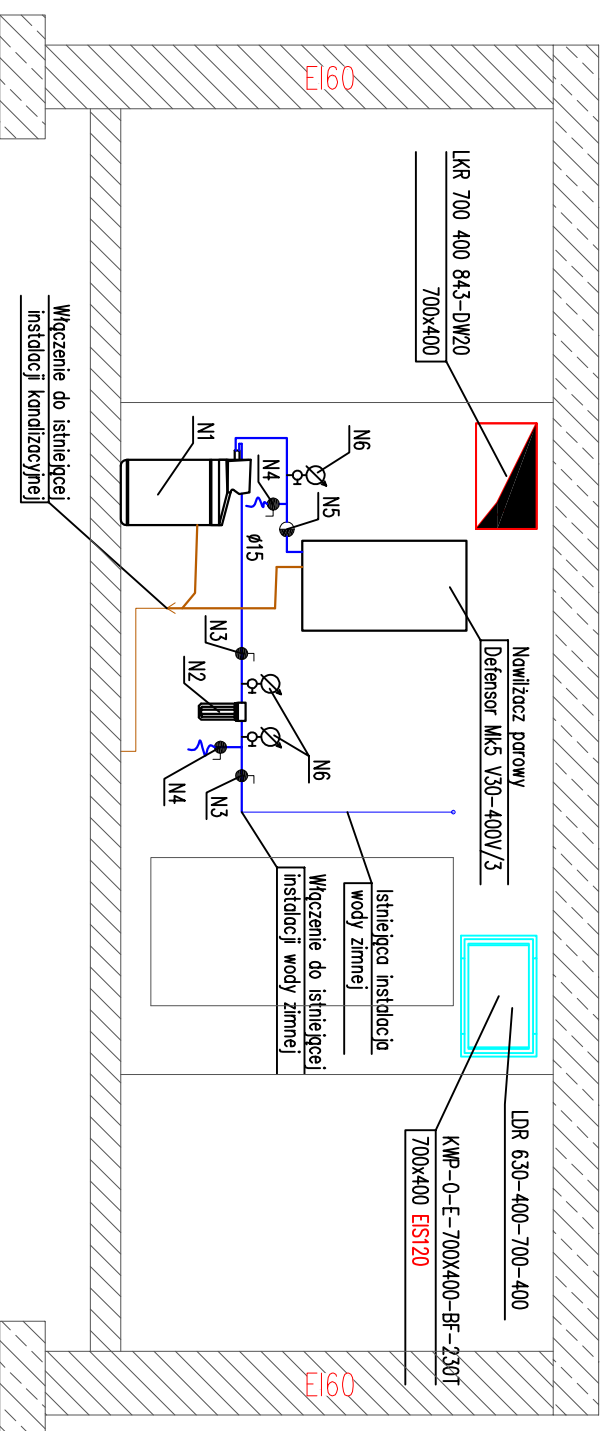 EI60
LKR 700 400 843-DW20
700x400
Nawilżacz parowy
Defensor Mk5 V30-400V/3
LDR 630-400-700-400
KWP-O-E-700X400-BF-230T
700x400 EIS120
N6
N4
N5
N1
ø15
N3
N2
N6
N4
N3
Istniejąca instalacja
wody zimnej
Włączenie do istniejącej
instalacji wody zimnej
Włączenie do istniejącej
instalacji kanalizacyjnej
EI60